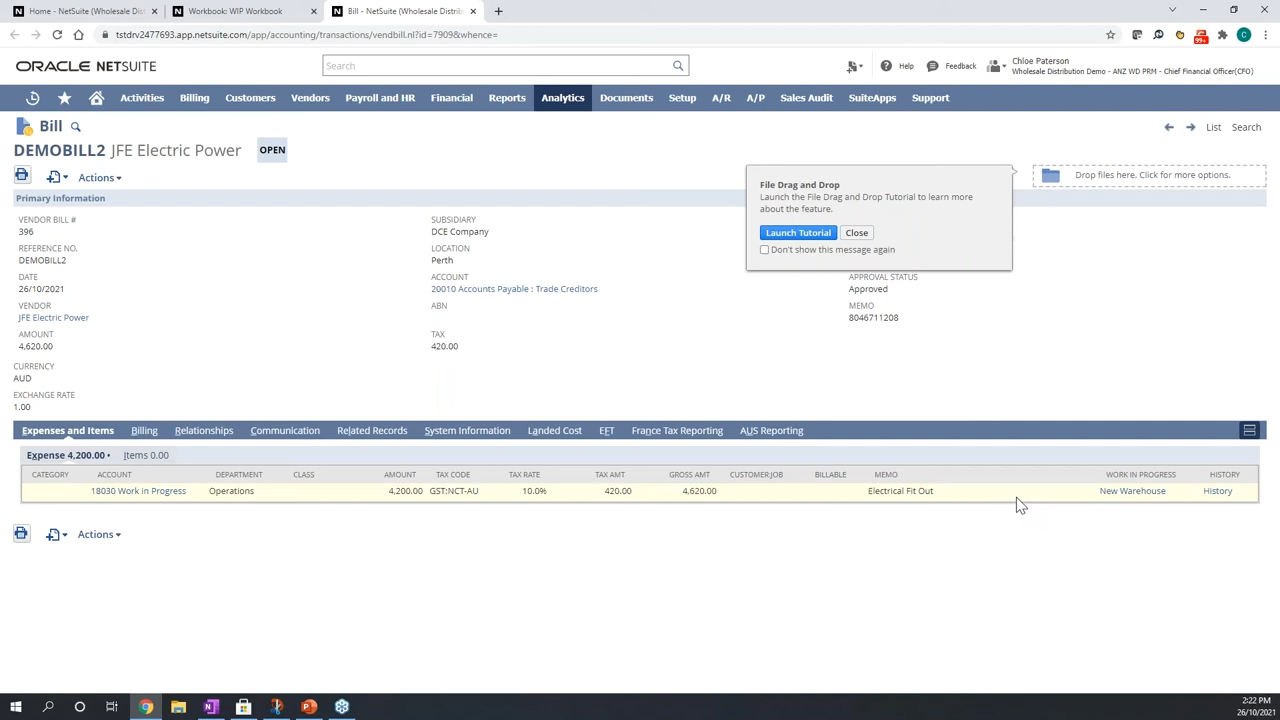 Home - NetSuite (Wholesale Dist
Workbook: WIP Workbook
Bill - NetSuite (Wholesale Distrib
tstdrv2477693.app.netsuite.nl/app/accounting/transactions/vendbill.nl?id=7909&whence=
99+
C
ORACLE NETSUITE
Search
Help
Feedback
Chloe Paterson
Wholesale Distribution Demo - ANZ WD PRM - Chief Financial Officer(CFO)
Activities Billing Customers Vendors Payroll and HR Financial Reports Analytics Documents Setup A/R A/P Sales Audit SuiteApps Support
Bill
List Search
DEMOBILL2 JFE Electric Power OPEN
Actions
File Drag and Drop
Launch the File Drag and Drop Tutorial to learn more
about the feature.
Launch Tutorial Close
Don't show this message again
Drop files here. Click for more options.
Primary Information
VENDOR BILL #
396
REFERENCE NO.
DEMOBILL2
DATE
26/10/2021
VENDOR
JFE Electric Power
AMOUNT
4,620.00
CURRENCY
AUD
EXCHANGE RATE
1.00
SUBSIDIARY
DCE Company
LOCATION
Perth
ACCOUNT
20010 Accounts Payable : Trade Creditors
ABN
TAX
420.00
APPROVAL STATUS
Approved
MEMO
8046711208
Expenses and Items Billing Relationships Communication Related Records System Information Landed Cost EFT France Tax Reporting AUS Reporting
Expense 4,200.00 • Items 0.00
CATEGORY ACCOUNT DEPARTMENT CLASS AMOUNT TAX CODE TAX RATE TAX AMT GROSS AMT CUSTOMER:JOB BILLABLE MEMO WORK IN PROGRESS HISTORY
18030 Work in Progress Operations 4,200.00 GST:NCT-AU 10.0% 420.00 4,620.00 Electrical Fit Out New Warehouse History
Actions
2:22 PM
26/10/2021